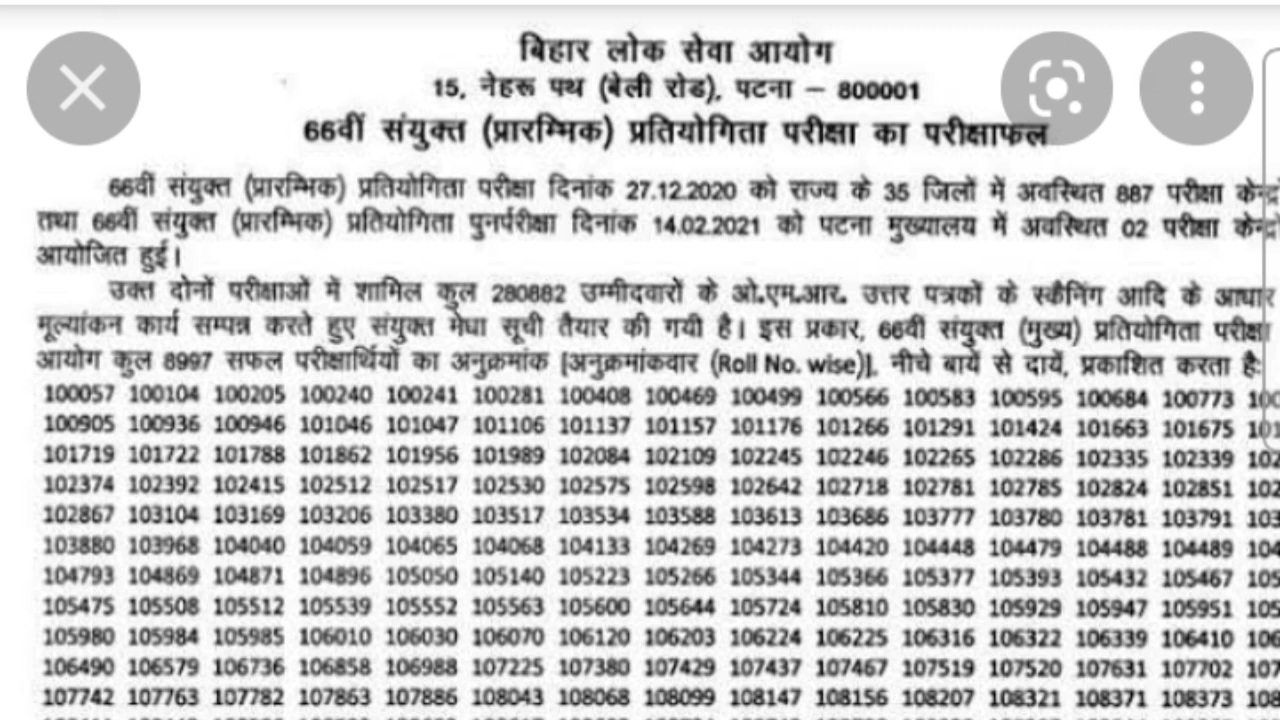 बिहार लोक सेवा आयोग
15, नेहरू पथ (बेली रोड), पटना – 800001
66वीं संयुक्त (प्रारम्भिक) प्रतियोगिता परीक्षा का परीक्षाफल
66वीं संयुक्त (प्रारम्भिक) प्रतियोगिता परीक्षा दिनांक 27.12.2020 को राज्य के 35 जिलों में अवस्थित 887 परीक्षा
तथा 66वीं संयुक्त (प्रारम्भिक) प्रतियोगिता पुनर्परीक्षा दिनांक 14.02.2021 को पटना मुख्यालय में अवस्थित 02 परीक्षा
आयोजित हुई।
उक्त दोनों परीक्षाओं में शामिल कुल 280882 उम्मीदवारों के ओ.एम.आर. उत्तर पत्रकों के स्कैनिंग आदि के आधार
मूल्यांकन कार्य सम्पन्न करते हुए संयुक्त मेधा सूची तैयार की गयी है। इस प्रकार, 66वीं संयुक्त (मुख्य) प्रतियोगिता परीक्षा
आयोग कुल 8997 सफल परीक्षार्थियों का अनुक्रमांक [अनुक्रमांकवार (Roll No. wise)], नीचे बायें से दायें, प्रकाशित करता है:
100057 100104 100205 100240 100241 100281 100408 100469 100499 100566 100583 100595 100684 100773
100905 100936 100946 101046 101047 101106 101137 101157 101176 101266 101291 101424 101663 101675
101719 101722 101788 101862 101956 101989 102084 102109 102245 102246 102265 102286 102335 102339
102374 102392 102415 102512 102517 102530 102575 102598 102642 102718 102781 102785 102824 102851
102867 103104 103169 103206 103380 103517 103534 103588 103613 103686 103777 103780 103781 103791
103880 103968 104040 104059 104065 104068 104133 104269 104273 104420 104448 104479 104488 104489
104793 104869 104871 104896 105050 105140 105223 105266 105344 105366 105377 105393 105432 105467
105475 105508 105512 105539 105552 105563 105600 105644 105724 105810 105830 105929 105947 105951
105980 105984 105985 106010 106030 106070 106120 106203 106224 106225 106316 106322 106339 106410
106490 106579 106736 106858 106988 107225 107380 107429 107437 107467 107519 107520 107631 107702
107742 107763 107782 107863 107886 108043 108068 108099 108147 108156 108207 108321 108371 108373